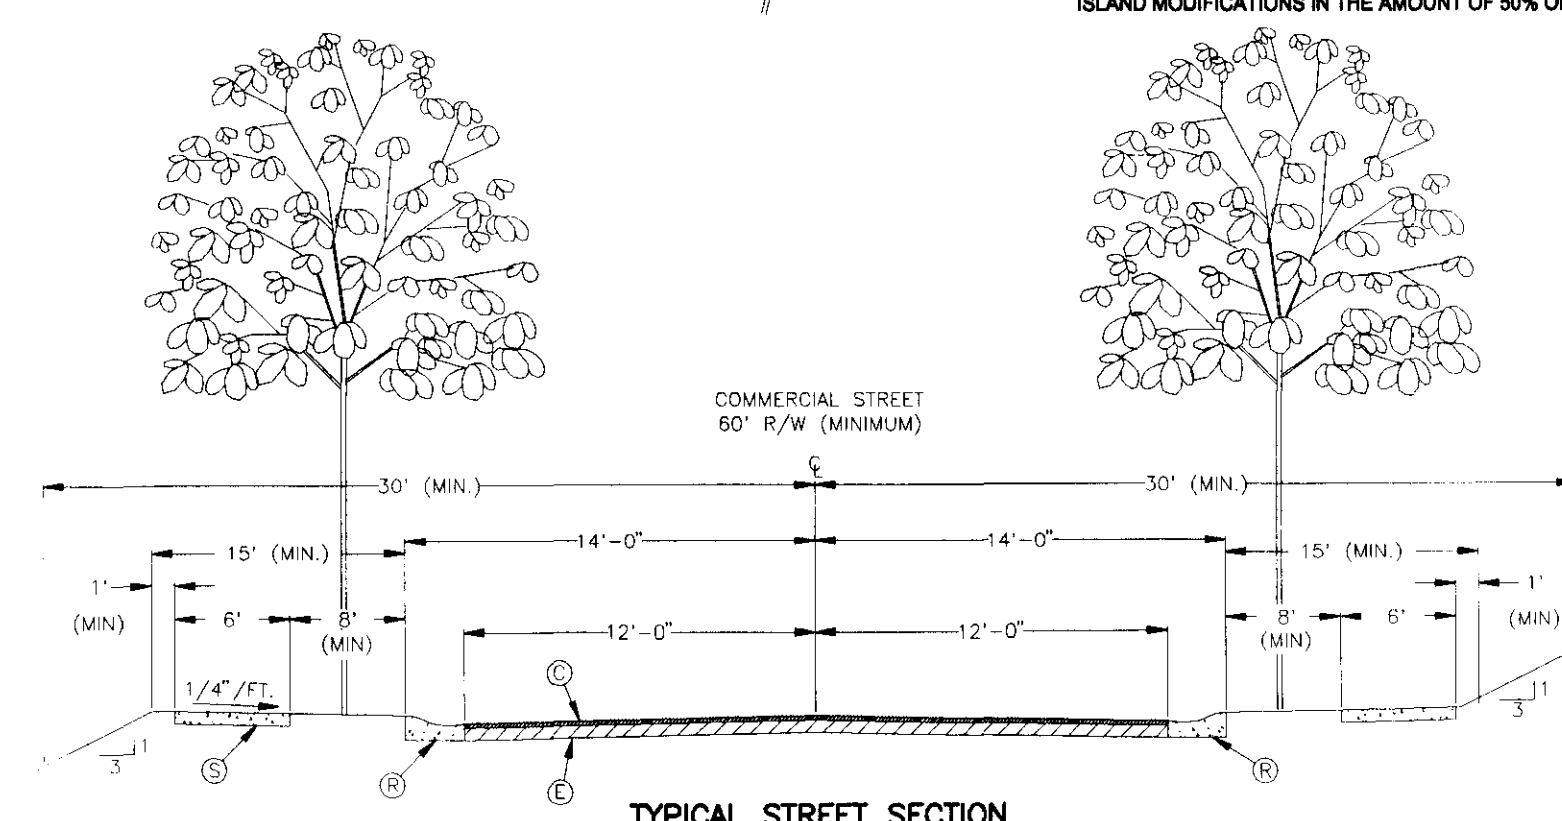 ISLAND MODIFICATIONS IN THE AMOUNT OF 50% OF
COMMERCIAL STREET
60' R/W (MINIMUM)
℄
30' (MIN.) 30' (MIN.)
14'-0" 14'-0"
15' (MIN.) 15' (MIN.)
1' 1'
(MIN) (MIN)
6' 8' 8' 6'
(MIN) (MIN)
12'-0" 12'-0"
1/4"/FT.
C
1 1
3 3
S R E R
TYPICAL STREET SECTION